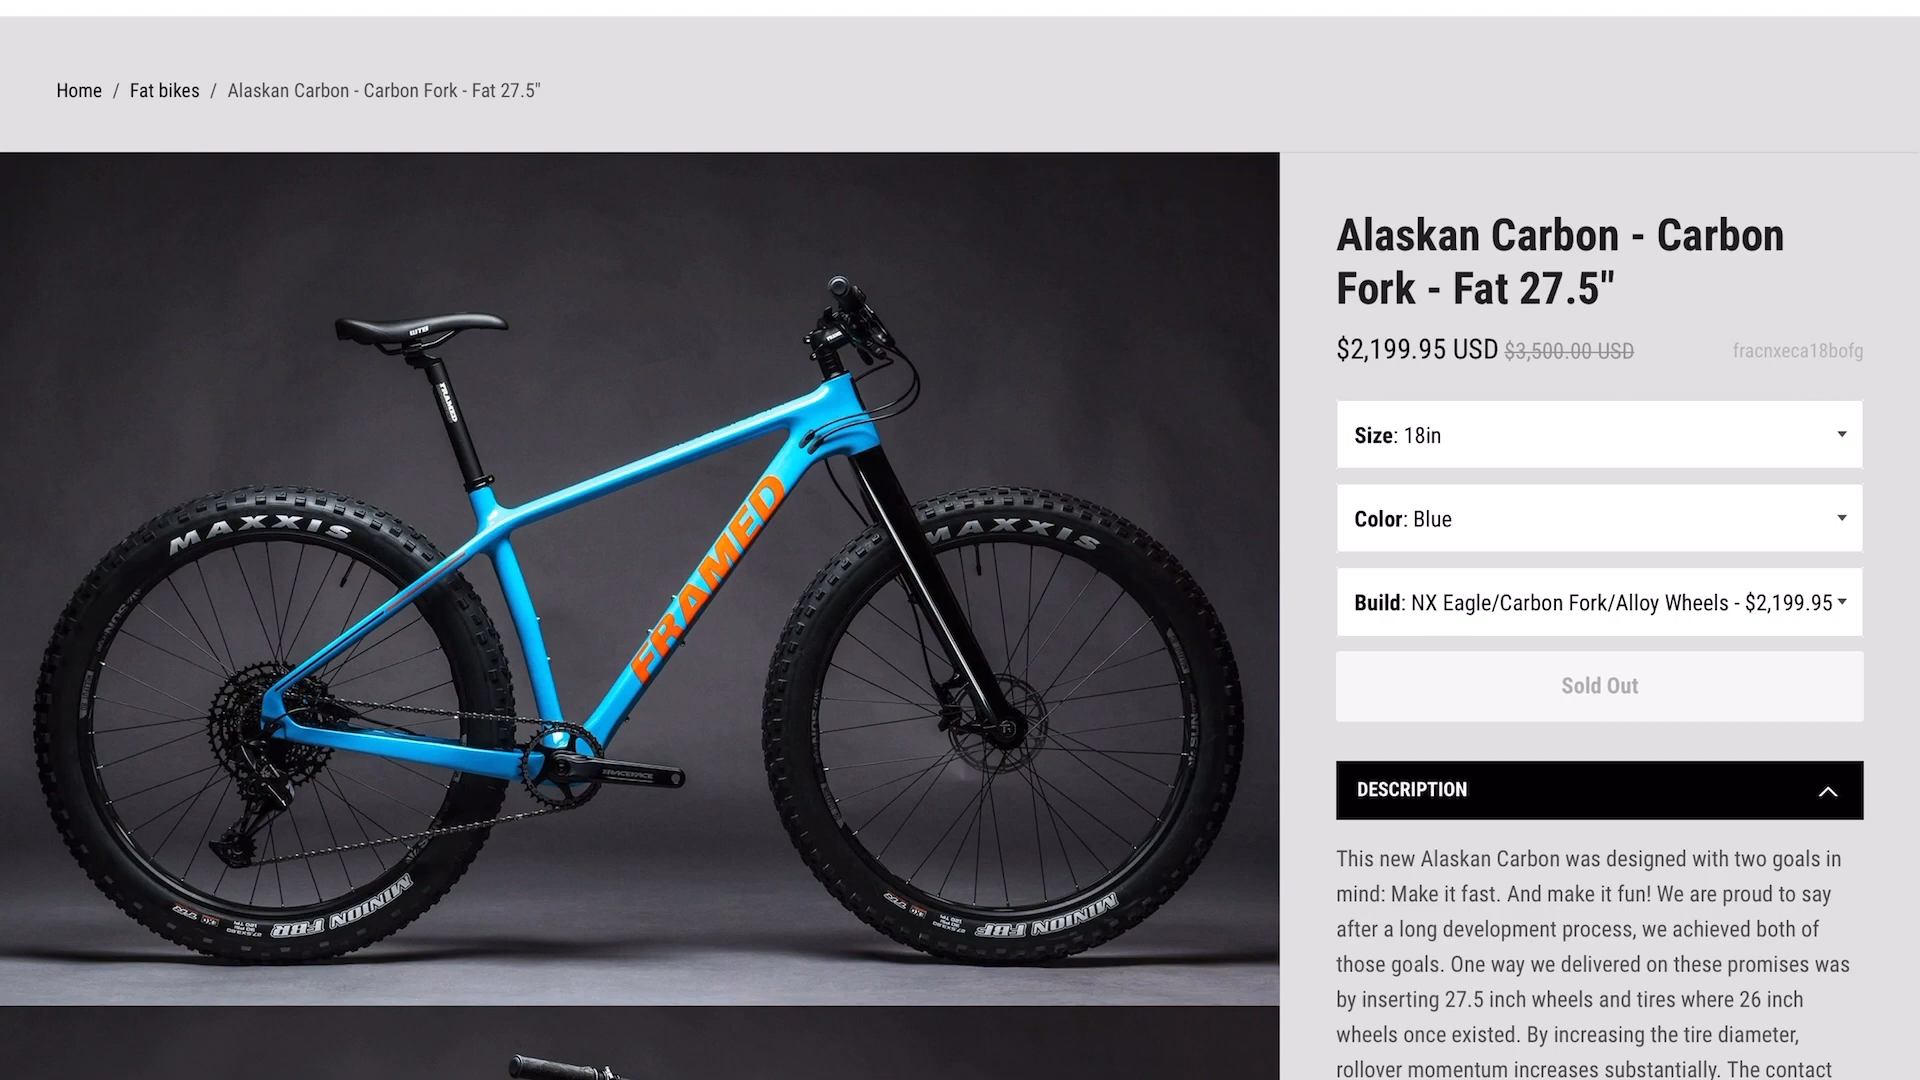 Home / Fat bikes / Alaskan Carbon - Carbon Fork - Fat 27.5"
Alaskan Carbon - Carbon
Fork - Fat 27.5"
$2,199.95 USD $3,500.00 USD
fracnxeca18bofg
Size: 18in
Color: Blue
Build: NX Eagle/Carbon Fork/Alloy Wheels - $2,199.95
Sold Out
DESCRIPTION
This new Alaskan Carbon was designed with two goals in
mind: Make it fast. And make it fun! We are proud to say
after a long development process, we achieved both of
those goals. One way we delivered on these promises was
by inserting 27.5 inch wheels and tires where 26 inch
wheels once existed. By increasing the tire diameter,
rollover momentum increases substantially. The contact
WTB
FRAMED
FRAMED
MAXXIS
MAXXIS
RACEFACE
MINION FBR
MINION FBF